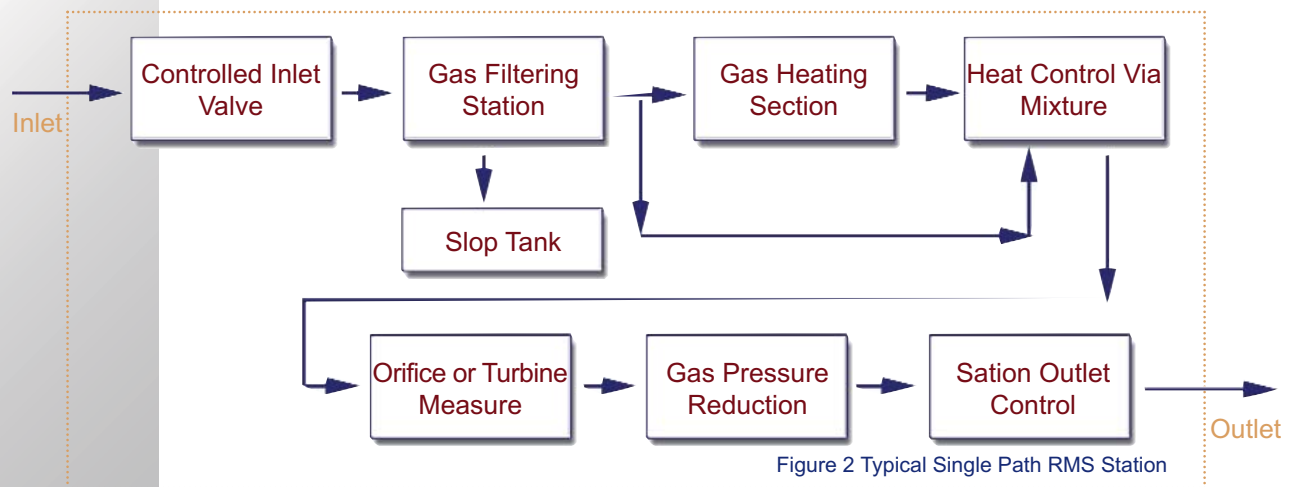 Inlet
Controlled Inlet
Valve
Gas Filtering
Station
Gas Heating
Section
Heat Control Via
Mixture
Slop Tank
Orifice or Turbine
Measure
Gas Pressure
Reduction
Sation Outlet
Control
Outlet
Figure 2 Typical Single Path RMS Station